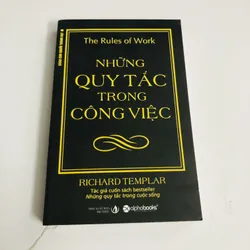 The Rules of Work
NHỮNG
QUY TẮC
TRONG
CÔNG VIỆC
RICHARD TEMPLAR
Tác giả cuốn sách bestseller
Những quy tắc trong cuộc sống
alphabooks